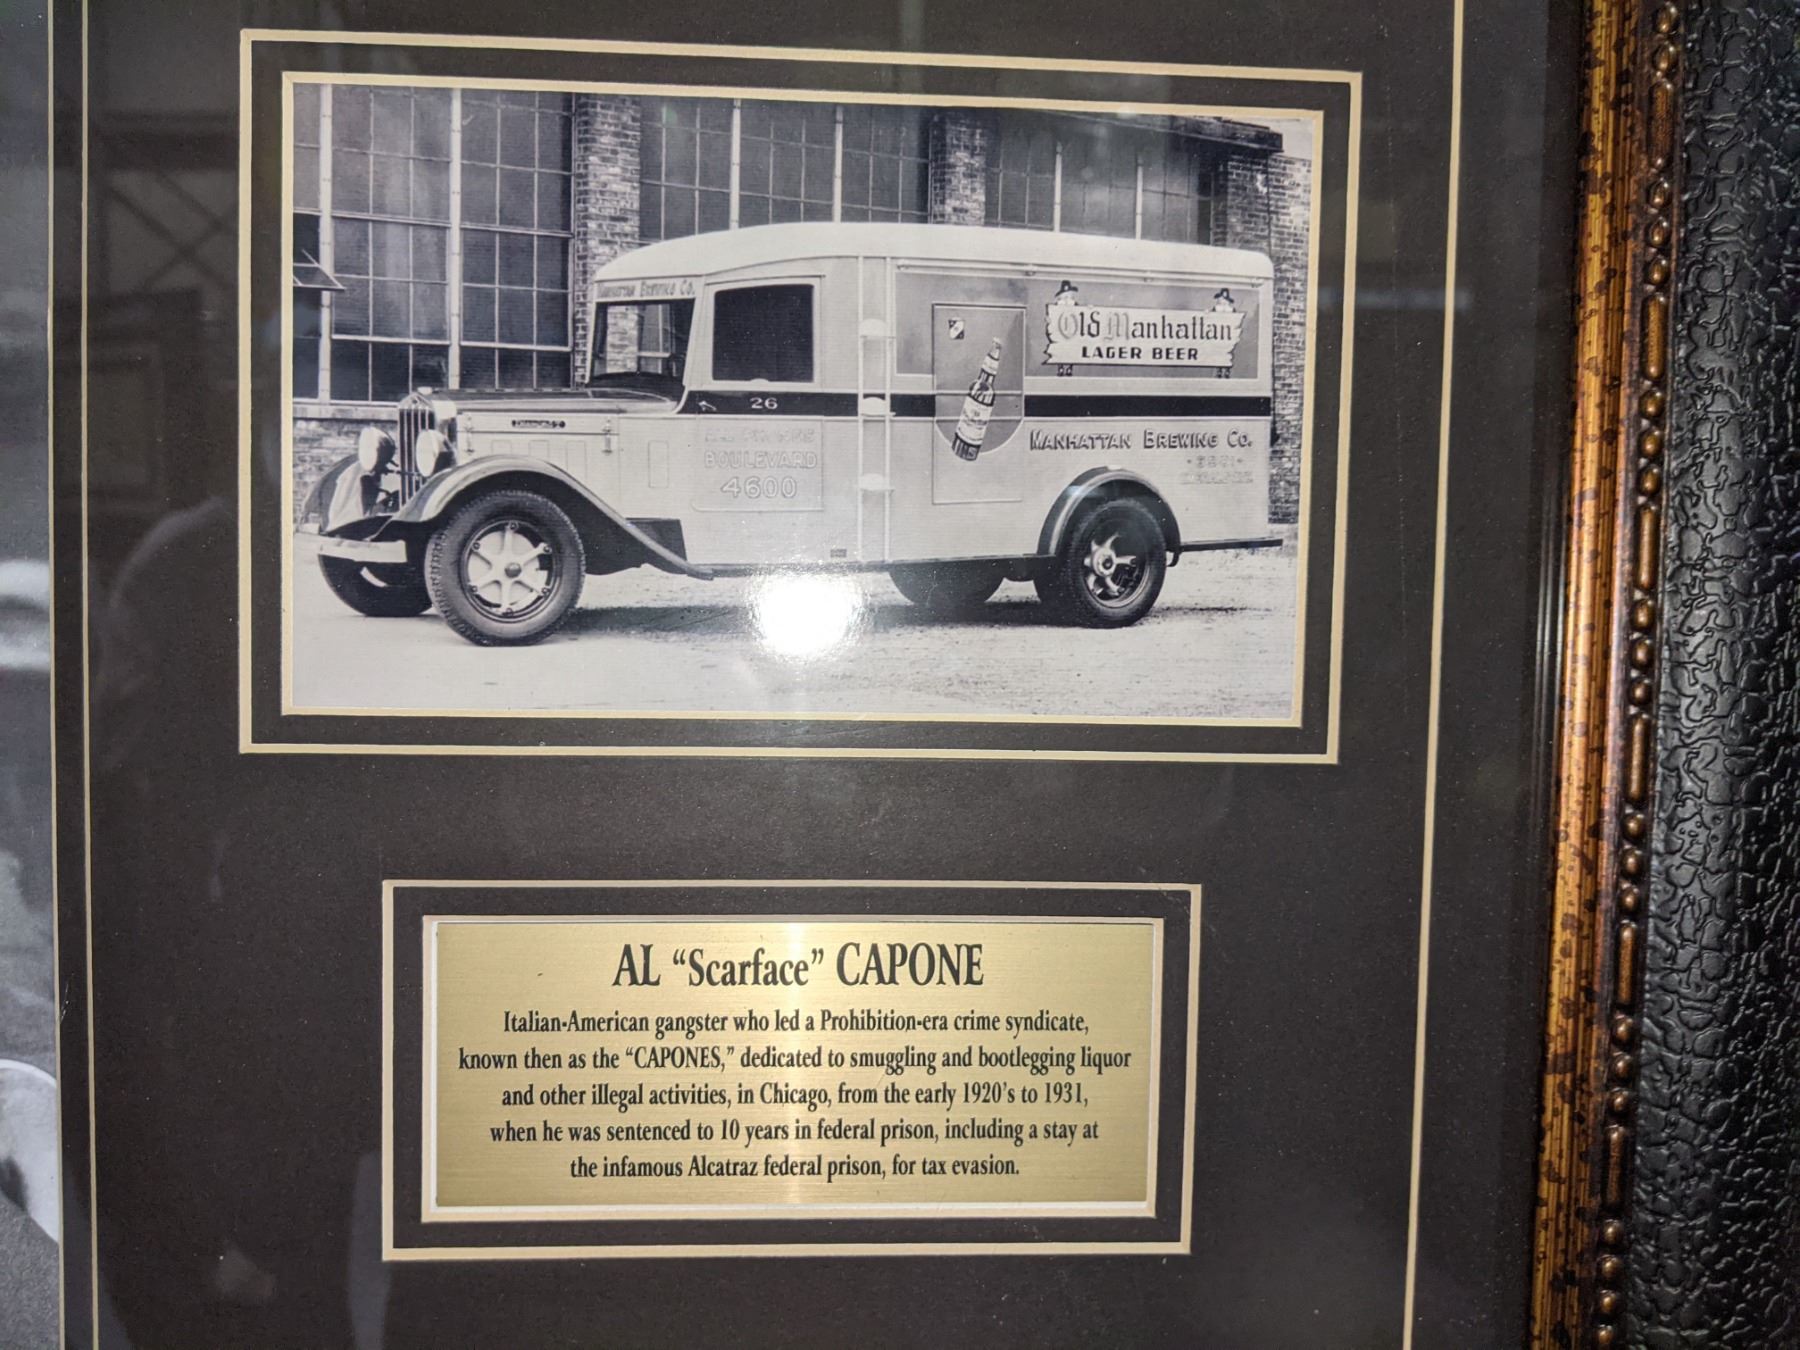 Manhattan Brewing Co.
Old Manhattan
LAGER BEER
26
DIAMOND T
BOULEVARD
4600
MANHATTAN BREWING CO.
AL “Scarface” CAPONE
Italian-American gangster who led a Prohibition-era crime syndicate,
known then as the “CAPONES,” dedicated to smuggling and bootlegging liquor
and other illegal activities, in Chicago, from the early 1920’s to 1931,
when he was sentenced to 10 years in federal prison, including a stay at
the infamous Alcatraz federal prison, for tax evasion.